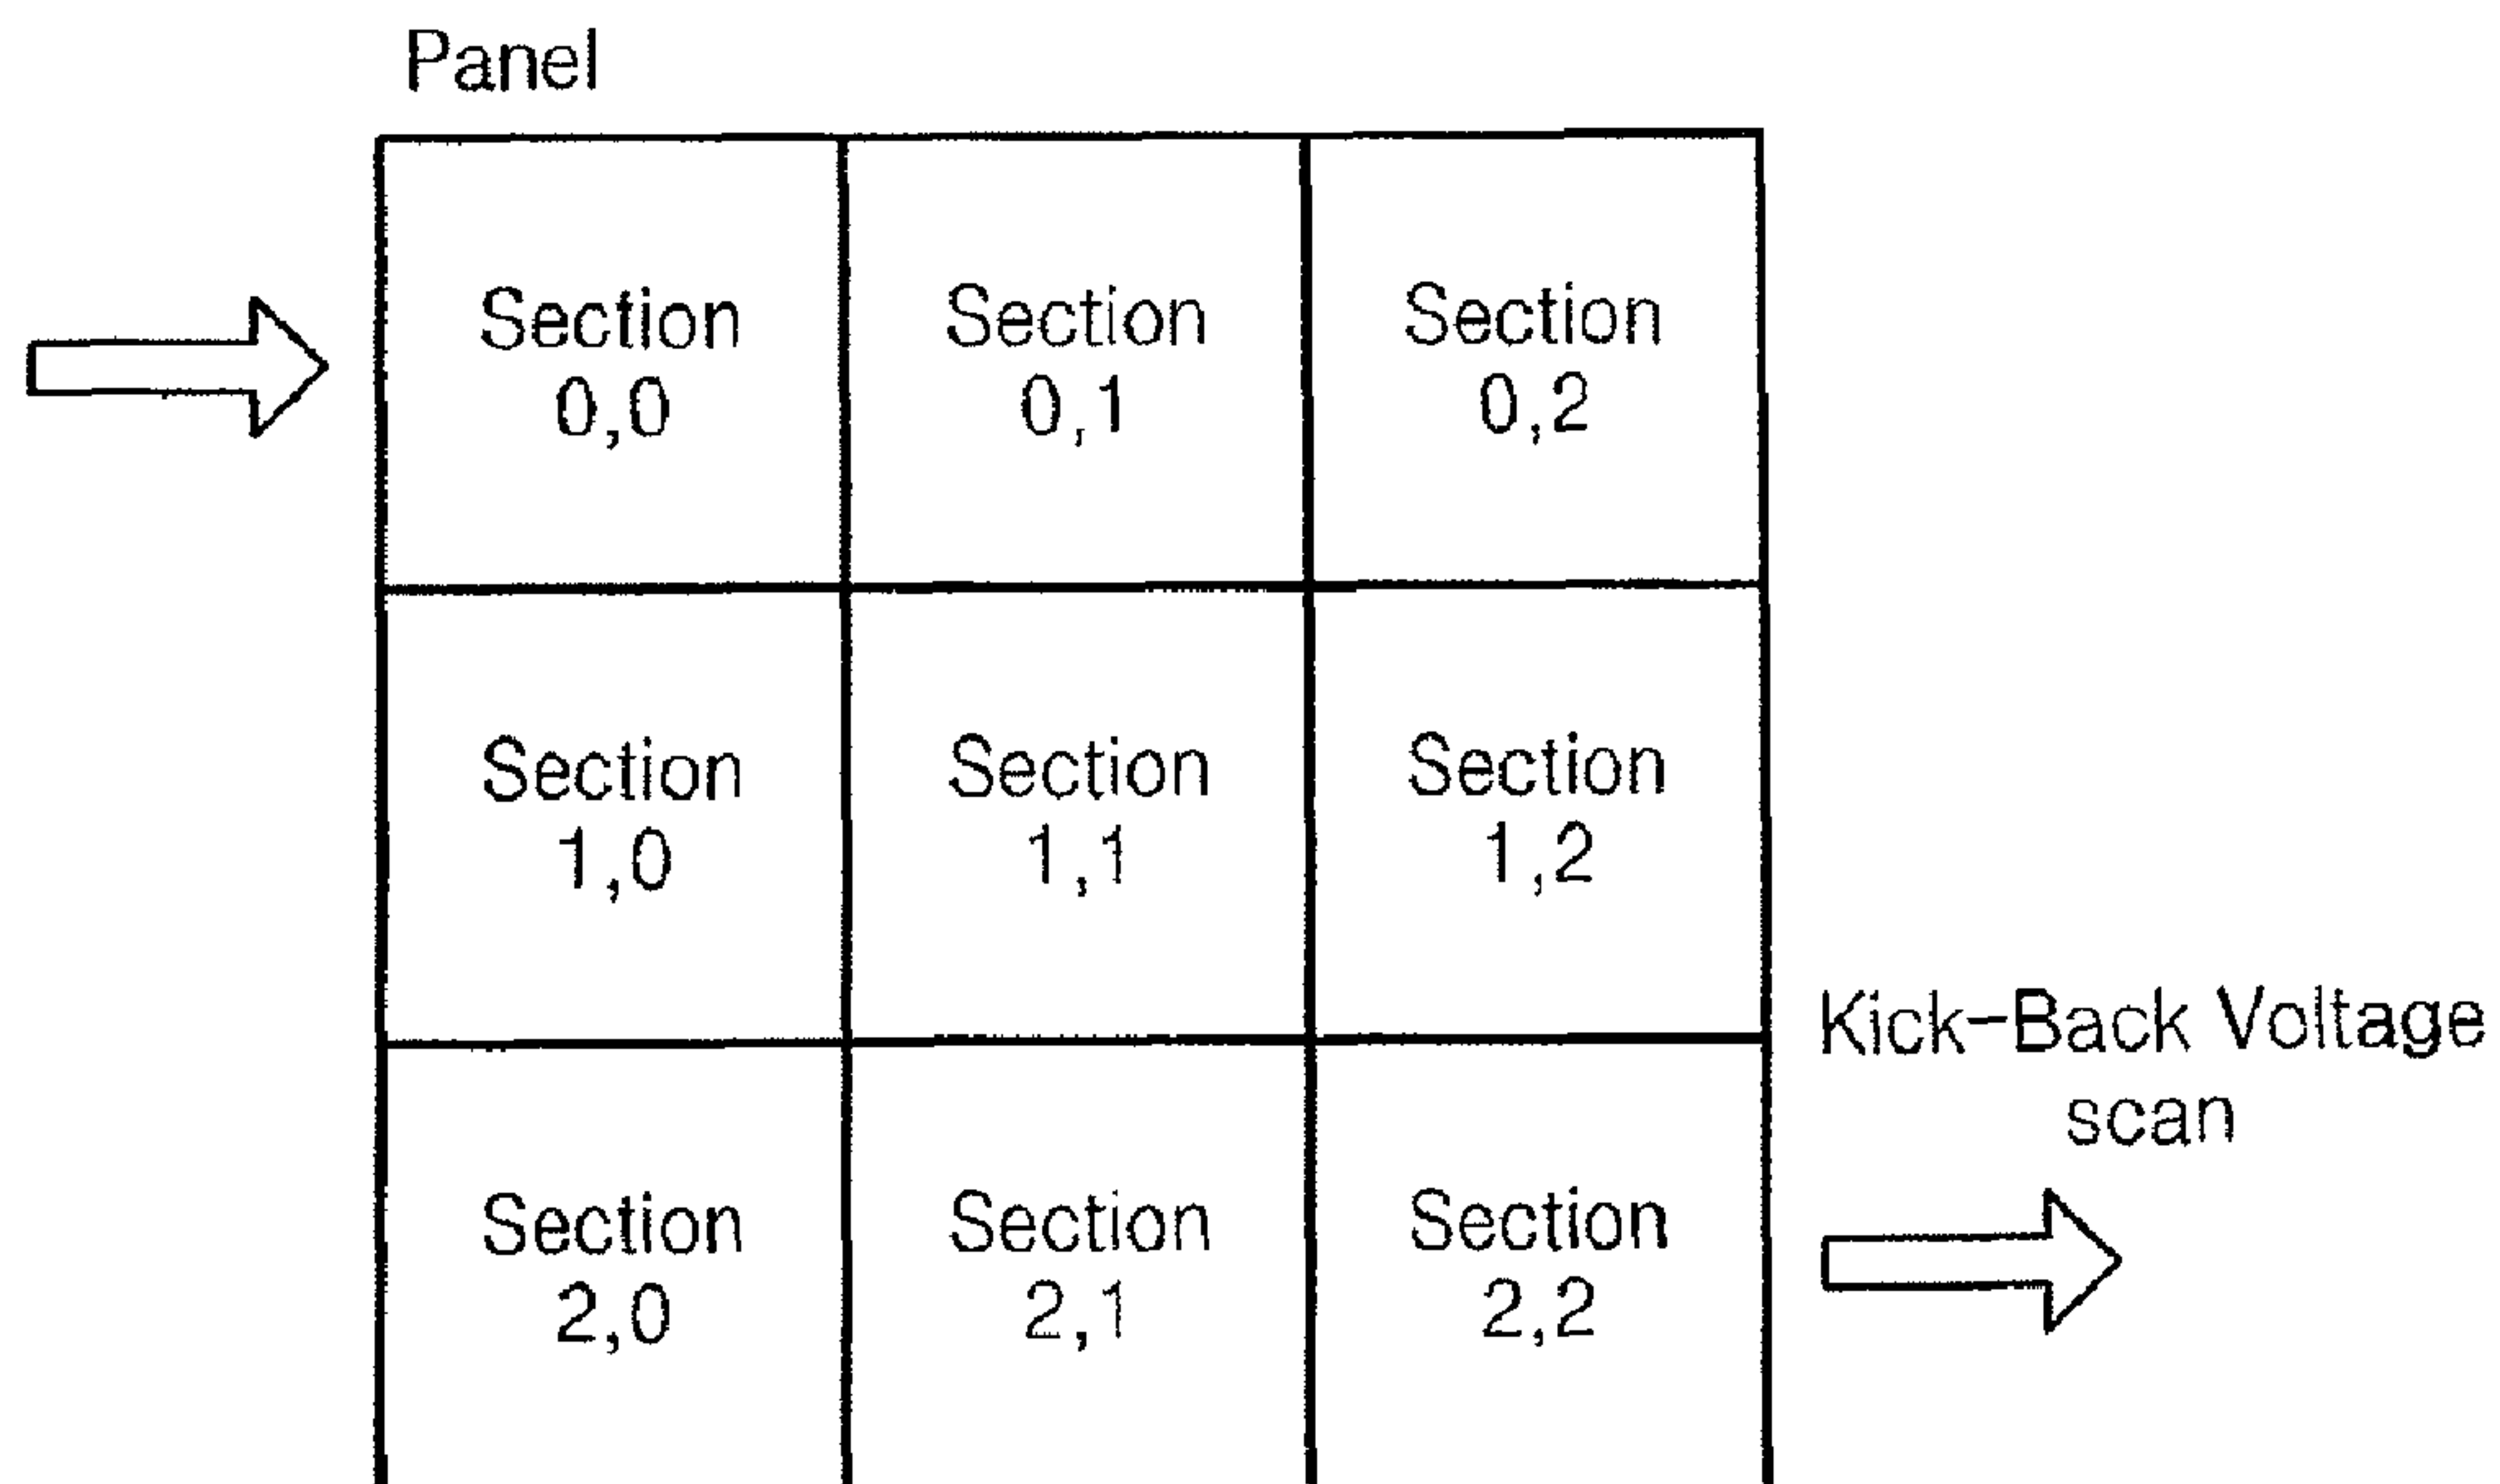 Panel
Section
0,0
Section
0,1
Section
0,2
Section
1,0
Section
1,1
Section
1,2
Kick-Back Voltage
scan
Section
2,0
Section
2,1
Section
2,2